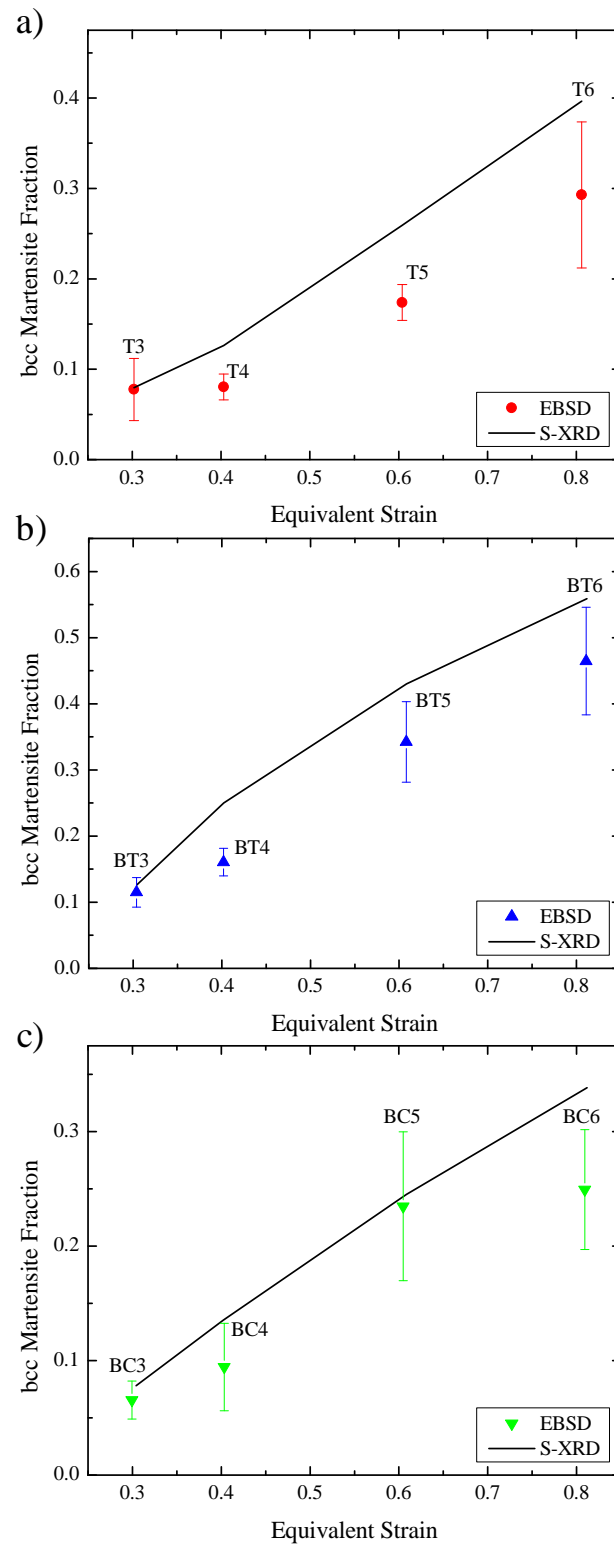 a)
bcc Martensite Fraction
0.4
0.3
0.2
0.1
0.0
T3
T4
T5
T6
EBSD
S-XRD
0.3 0.4 0.5 0.6 0.7 0.8
Equivalent Strain
b)
bcc Martensite Fraction
0.6
0.5
0.4
0.3
0.2
0.1
0.0
BT3
BT4
BT5
BT6
EBSD
S-XRD
0.3 0.4 0.5 0.6 0.7 0.8
Equivalent Strain
c)
bcc Martensite Fraction
0.3
0.2
0.1
0.0
BC3
BC4
BC5
BC6
EBSD
S-XRD
0.3 0.4 0.5 0.6 0.7 0.8
Equivalent Strain